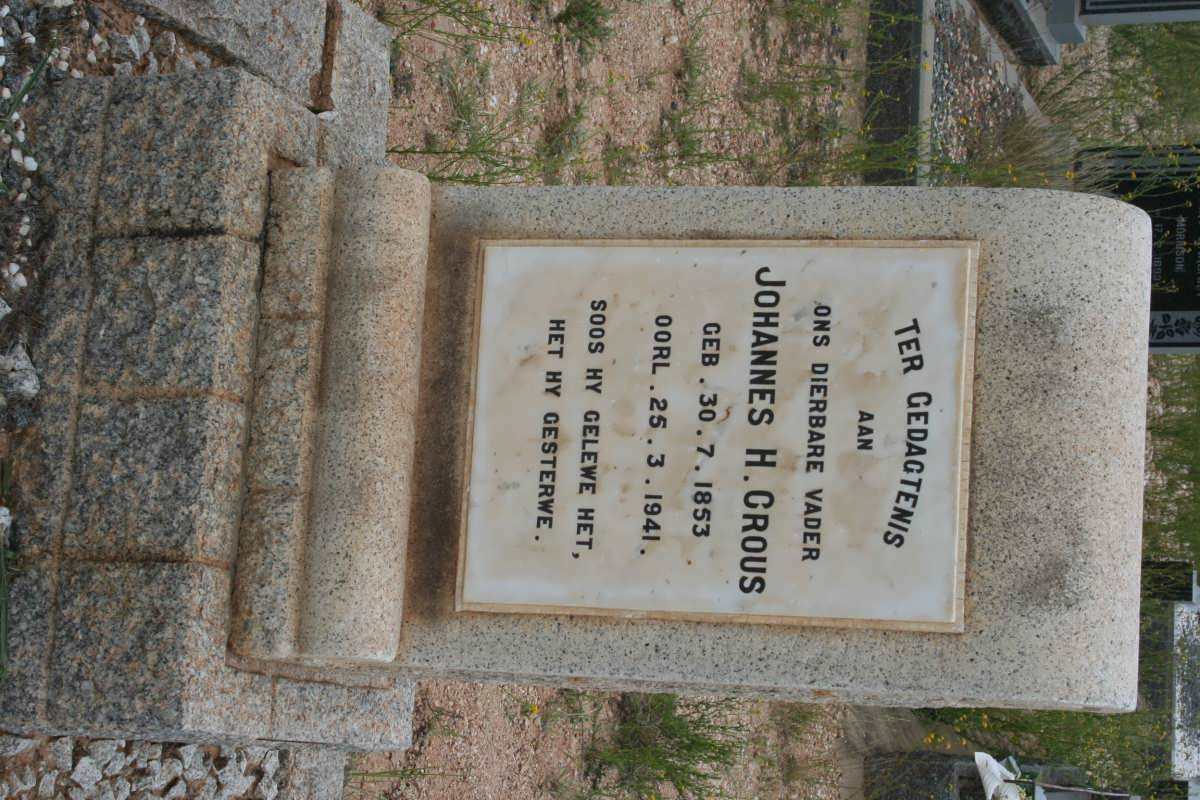 TER GEDAGTENIS
AAN
ONS DIERBARE VADER
JOHANNES H. CROUS
GEB. 30. 7. 1853
OORL. 25. 3. 1941.
SOOS HY GELEWE HET,
HET HY GESTERWE.
MORRISON